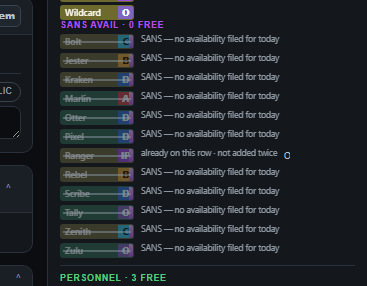 em
Wildcard O
SANS AVAIL · 0 FREE
Bolt C SANS — no availability filed for today
Jester SANS — no availability filed for today
Kraken D SANS — no availability filed for today
Marlin A SANS — no availability filed for today
LIC
Otter D SANS — no availability filed for today
Pixel D SANS — no availability filed for today
Ranger IP already on this row · not added twice O
Rebel SANS — no availability filed for today
Scribe D SANS — no availability filed for today
Tally O SANS — no availability filed for today
Zenith C SANS — no availability filed for today
Zulu O SANS — no availability filed for today
PERSONNEL · 3 FREE